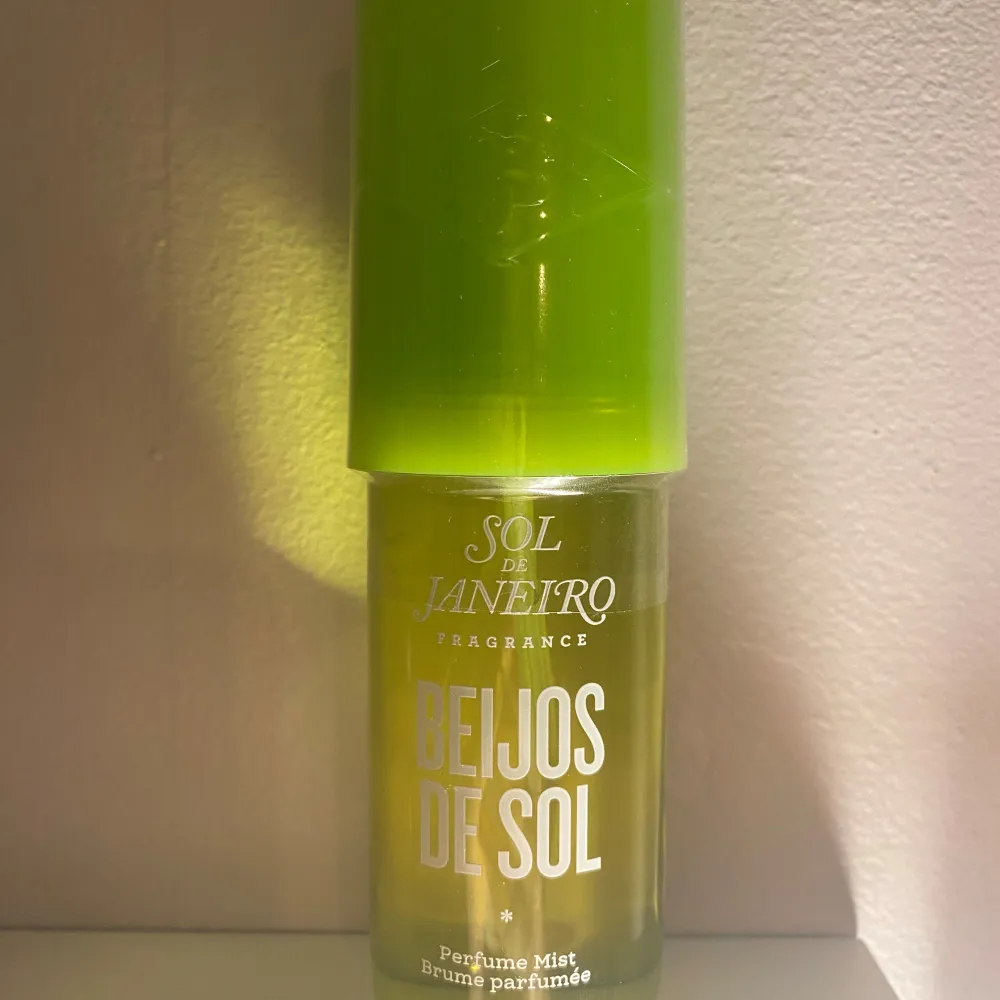 SOL
DE
JANEIRO
FRAGRANCE
BEIJOS
DE SOL
*
Perfume Mist
Brume parfumée